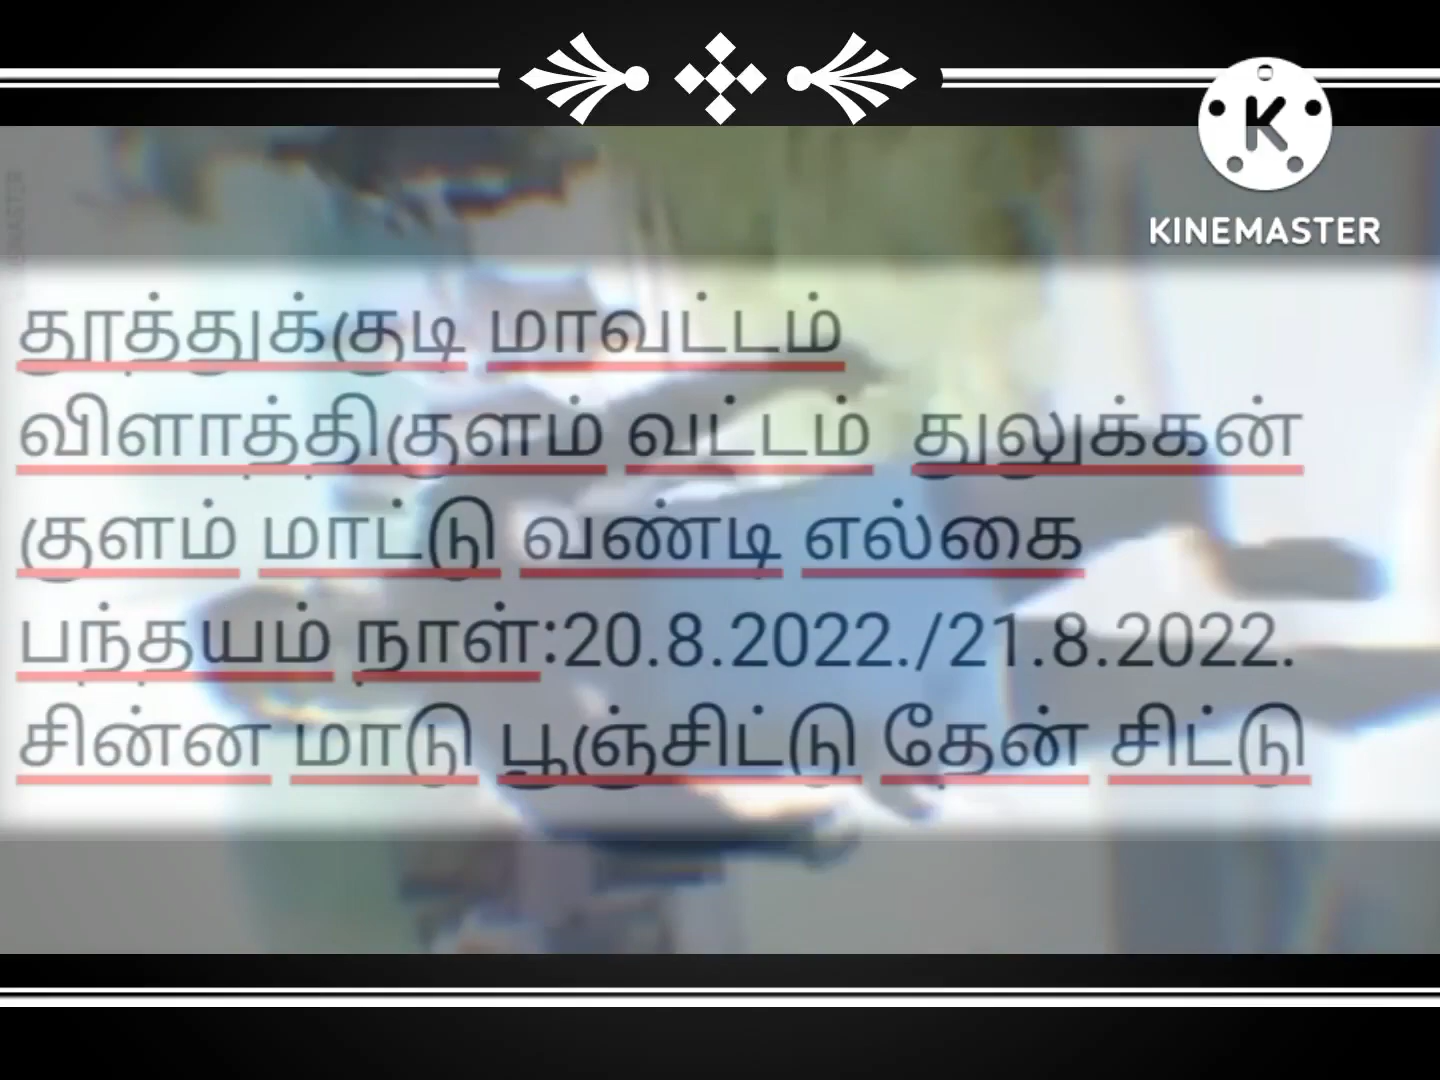 KINEMASTER
தூத்துக்குடி மாவட்டம்
விளாத்திகுளம் வட்டம் துலுக்கன்
குளம் மாட்டு வண்டி எல்கை
பந்தயம் நாள்:20.8.2022./21.8.2022.
சின்ன மாடு பூஞ்சிட்டு தேன் சிட்டு